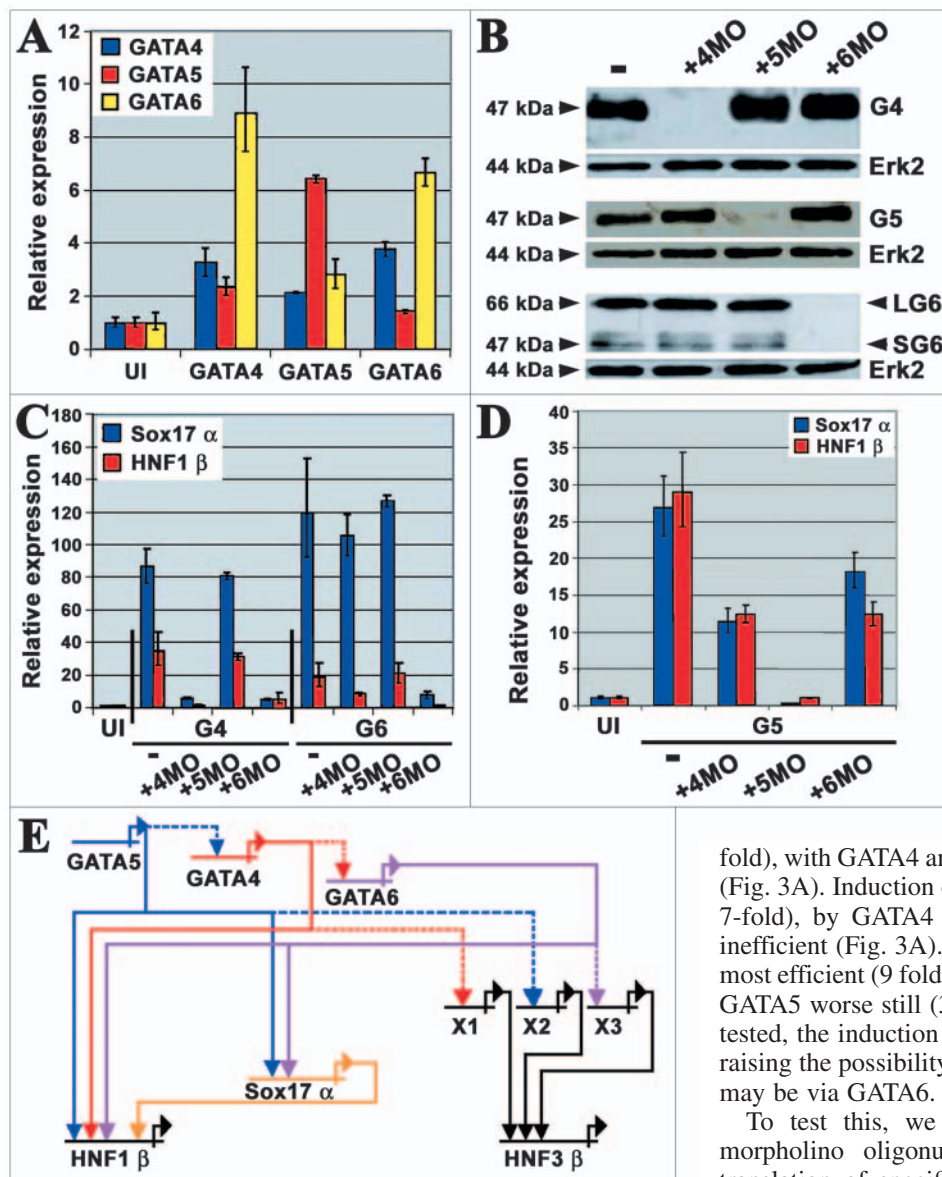 A
GATA4
GATA5
GATA6
Relative expression
12
10
8
6
4
2
0
UI GATA4 GATA5 GATA6
B
- +4MO +5MO +6MO
47 kDa G4
44 kDa Erk2
47 kDa G5
44 kDa Erk2
66 kDa LG6
47 kDa SG6
44 kDa Erk2
C
Sox17 α
HNF1 β
Relative expression
180
160
140
120
100
80
60
40
20
0
UI G4 G6
- +4MO +5MO +6MO - +4MO +5MO +6MO
D
Sox17 α
HNF1 β
Relative expression
40
35
30
25
20
15
10
5
0
UI G5
- +4MO +5MO +6MO
E
GATA5
GATA4
GATA6
X1 X2 X3
Sox17 α
HNF1 β HNF3 β
fold), with GATA4 an
(Fig. 3A). Induction
7-fold), by GATA4
inefficient (Fig. 3A).
most efficient (9 fold
GATA5 worse still (
tested, the induction
raising the possibility
may be via GATA6.
To test this, we
morpholino oligonu